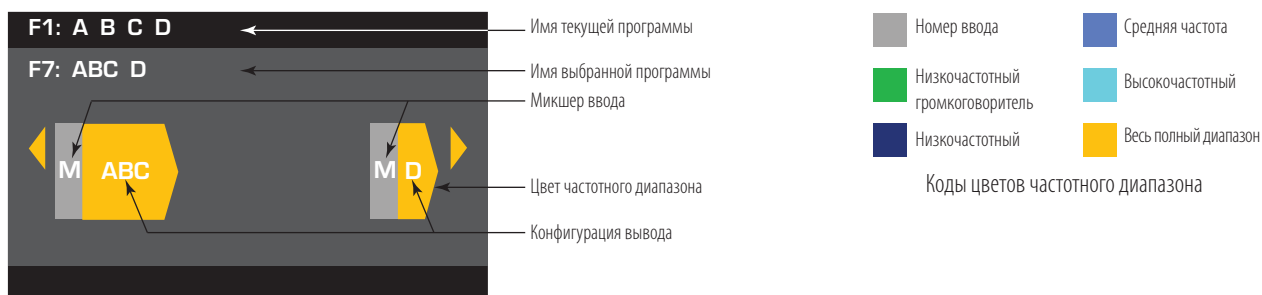 F1: A B C D
F7: ABC D
M ABC
M D
Имя текущей программы
Имя выбранной программы
Микшер ввода
Цвет частотного диапазона
Конфигурация вывода
Номер ввода
Низкочастотный
громкоговоритель
Низкочастотный
Средняя частота
Высокочастотный
Весь полный диапазон
Коды цветов частотного диапазона